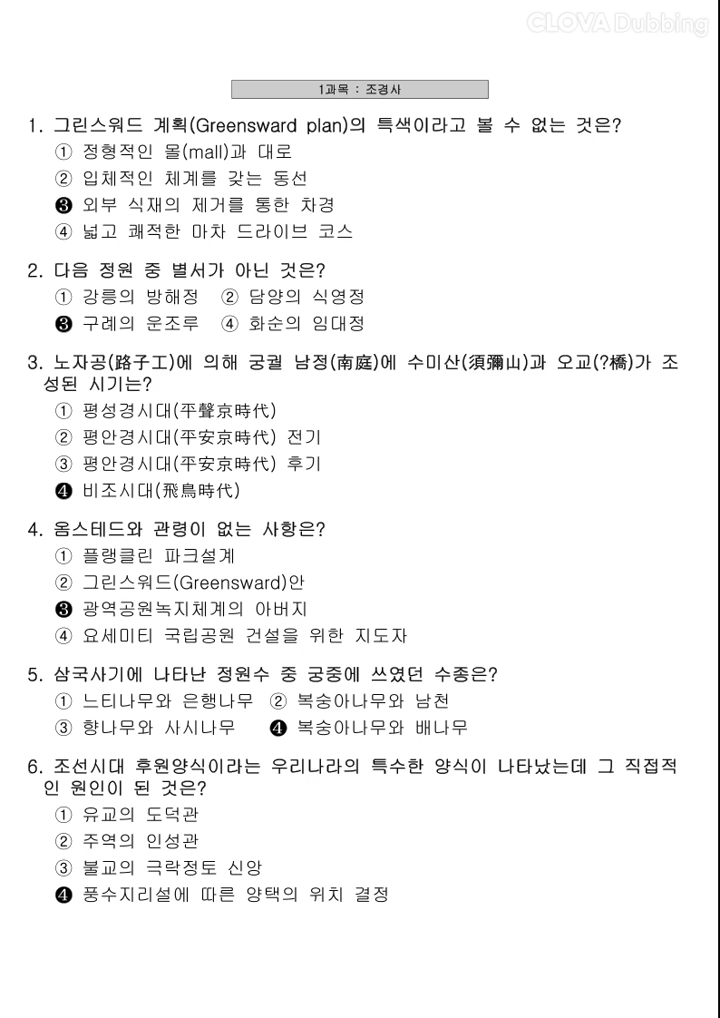 CLOVA Dubbing
1과목 : 조경사
1. 그린스워드 계획(Greensward plan)의 특색이라고 볼 수 없는 것은?
① 정형적인 몰(mall)과 대로
② 입체적인 체계를 갖는 동선
❸ 외부 식재의 제거를 통한 차경
④ 넓고 쾌적한 마차 드라이브 코스
2. 다음 정원 중 별서가 아닌 것은?
① 강릉의 방해정 ② 담양의 식영정
❸ 구례의 운조루 ④ 화순의 임대정
3. 노자공(路子工)에 의해 궁궐 남정(南庭)에 수미산(須彌山)과 오교(?橋)가 조
성된 시기는?
① 평성경시대(平聲京時代)
② 평안경시대(平安京時代) 전기
③ 평안경시대(平安京時代) 후기
❹ 비조시대(飛鳥時代)
4. 옴스테드와 관령이 없는 사항은?
① 플랭클린 파크설계
② 그린스워드(Greensward)안
❸ 광역공원녹지체계의 아버지
④ 요세미티 국립공원 건설을 위한 지도자
5. 삼국사기에 나타난 정원수 중 궁중에 쓰였던 수종은?
① 느티나무와 은행나무 ② 복숭아나무와 남천
③ 향나무와 사시나무 ❹ 복숭아나무와 배나무
6. 조선시대 후원양식이라는 우리나라의 특수한 양식이 나타났는데 그 직접적
인 원인이 된 것은?
① 유교의 도덕관
② 주역의 인성관
③ 불교의 극락정토 신앙
❹ 풍수지리설에 따른 양택의 위치 결정